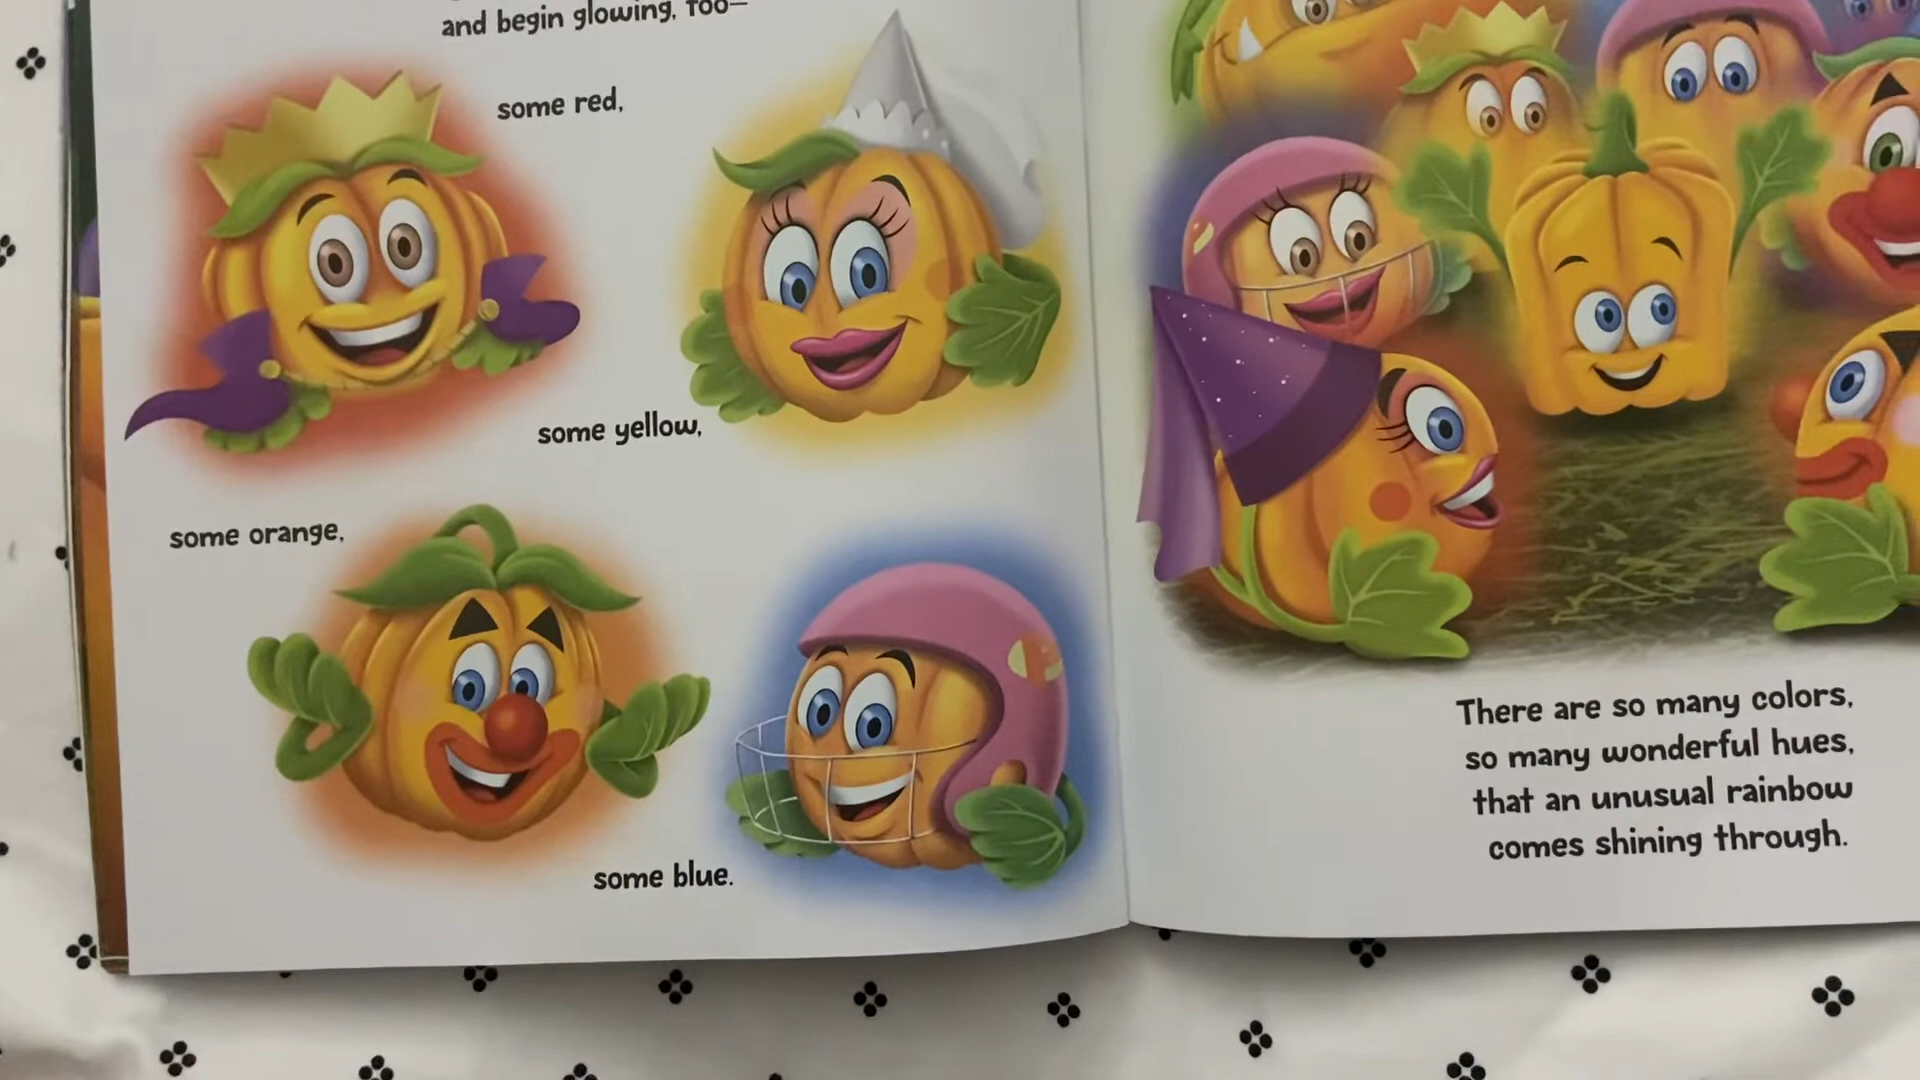 and begin glowing, too—
some red,
some yellow,
some orange,
some blue.
There are so many colors,
so many wonderful hues,
that an unusual rainbow
comes shining through.